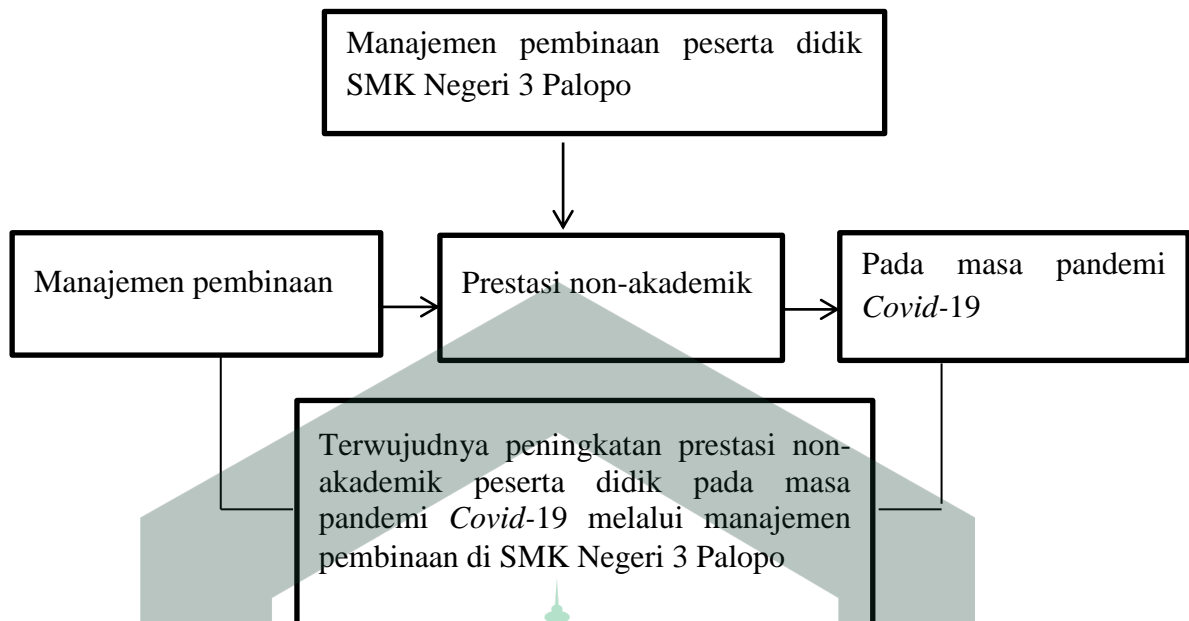 Manajemen pembinaan peserta didik
SMK Negeri 3 Palopo
Manajemen pembinaan
Prestasi non-akademik
Pada masa pandemi
Covid-19
Terwujudnya peningkatan prestasi non-
akademik peserta didik pada masa
pandemi Covid-19 melalui manajemen
pembinaan di SMK Negeri 3 Palopo